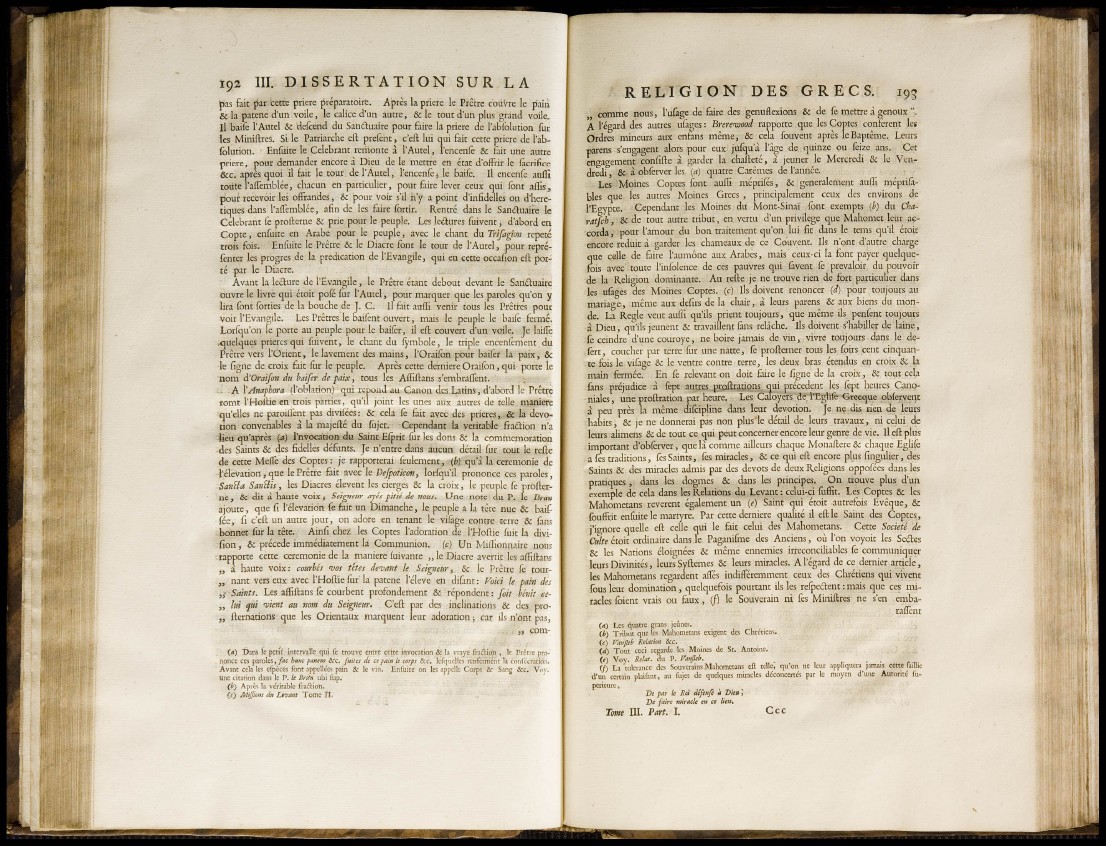 192 III. DISSERTATION SUR LA
pas fait par cette priere préparatoire. Après la priere le Prêtre couvre le pain
& la patene d'un voile, le calice d'un autre, & le tout d'un plus grand voile.
Il baise l'Autel & descend du Sanctuaire pour faire la priere de l'absolution sur
les Ministres. Si le Patriarche est present, c'est lui qui fait cette priere de l'ab-
solution. Ensuite le Celebrant remonte à l'Autel, l'encense & fait une autre
priere, pour demander encore à Dieu de le mettre en état d'offrir le sacrifice
&c. après quoi il fait le tour de l'Autel, l'encense, le baise. Il encense aussi
toute l'assemblée, chacun en particulier, pour faire lever ceux qui sont assis,
pour recevoir les offrandes, & pour voir s'il n'y a point d'infidelles ou d'here-
tiques dans l'assemblée, afin de les faire sortir. Rentré dans le Sanctuaire le
Célebrant se prosterne & prie pour le peuple. Les lectures suivent, d'abord en
Copte, ensuite en Arabe pour le peuple, avec le chant du Trisagion repeté
trois fois. Ensuite le Prêtre & le Diacre font le tour de l'Autel, pour repré-
senter les progres de la predication de l'Evangile, qui en cette occasion est por-
té par le Diacre.
Avant la lecture de l'Evangile, le Prêtre étant debout devant le Sanctuaire
ouvre le livre qui étoit posé sur l'Autel, pour marquer que les paroles qu'on y
lira sont sorties de la bouche de J. C. Il fait aussi venir tous les Prêtres pour
voir l'Evangile. Les Prêtres le baisent ouvert, mais le peuple le baise fermé.
Lorsqu'on le porte au peuple pour le baiser, il est couvert d'un voile. Je laisse
quelques prieres qui suivent, le chant du symbole, le triple encensement du
Prêtre vers l'Orient, le lavement des mains, l'Oraison pour baiser la paix, &
le signe de croix fait sur le peuple. Après cette derniere Oraison, qui porte le
nom d'Oraison du baiser de paix, tous les Assistans s'embrassent.
A l'Anaphora (l'oblation) qui repond au Canon des Latins, d'abord le Prêtre
romt l'Hostie en trois parties, qu'il joint les unes aux autres de telle maniere
qu'elles ne paroissent pas divisées: & cela se fait avec des prieres, & la devo-
tion convenables à la majesté du sujet. Cependant la veritable fraction n'a
lieu qu'après (a) l'nvocation du Saint Esprit sur les dons & la commemoration
des Saints & des fidelles défunts. Je n'entre dans aucun détail sur tout le reste
de cette Messe des Coptes: je rapporterai seulement, (b) qu'à la ceremonie de
l'élevation, que le Prêtre fait avec le Despoticon, lorsqu'il prononce ces paroles,
Sancta Sanctis, les Diacres élevent les cierges & la croix, le peuple se proster-
ne, & dit à haute voix, Seigneur ayés pitié de nous. Une note du P. le Brun
ajoute, que si l'élevation se fait un Dimanche, le peuple a la tête nue & bais-
sée, si c'est un autre jour, on adore en tenant le visage contre terre & sans
bonnet sur la tête. Ainsi chez les Coptes l'adoration de l'Hostie suit la divi-
sion, & précede immédiatement la Communion. (c) Un Missionnaire nous
rapporte cette ceremonie de la maniere suivante „ le Diacre avertit les assistans
„ à haute voix: courbés vos têtes devant le Seigneur, & le Prêtre se tour-
„ nant vers eux avec l'Hostie sur la patene l'éleve en disant: Voici le pain des
„ Saints. Les assistans se courbent profondement & répondent: soit bénit ce-
„ lui qui vient au nom du Seigneur. C'est par des inclinations & des pro-
„ sternations que les Orientaux marquent leur adoration; car ils n'ont pas,
„ com-
(a) Dans le petit intervalle qui se trouve entre cette invocation & la vraye fraction, le Prêtre pro-
nonce ces paroles, fac hunc panem &c. faites de ce pain le corps &c. lesquelles renferment la consécration.
Avant cela les espèces sont appellées pain & le vin. Ensuite on les appelle Corps & Sang &c. Voy.
une citation dans le P. le Brun ubi sup.
(b) Après la véritable fraction.
(c) Missions du Levant Tome II.
RELIGION DES GRECS. 193
„ comme nous, l'usage de faire des genuflexions & de se mettre à genoux “.
A l'égard des autres usages: Brerewood rapporte que les Coptes conferent les
Ordres mineurs aux enfans même, & cela souvent après le Baptême. Leurs
parens s'engagent alors pour eux jusqu'à l'âge de quinze ou seize ans. Cet
engagement consiste à garder la chasteté, à jeuner le Mercredi & le Ven-
dredi, & à observer les (a) quatre Carêmes de l'année.
Les Moines Coptes sont aussi méprisés, & generalement aussi méprisa-
bles que les autres Moines Grecs, principalement ceux des environs de
l'Egypte. Cependant les Moines du Mont-Sinaï sont exempts (b) du Cha-
ratsch, & de tout autre tribut, en vertu d'un privilege que Mahomet leur ac-
corda, pour l'amour du bon traitement qu'on lui fit dans le tems qu'il étoit
encore reduit à garder les chameaux de ce Couvent. Ils n'ont d'autre charge
que celle de faire l'aumône aux Arabes, mais ceux-ci la font payer quelque-
fois avec toute l'insolence de ces pauvres qui savent se prevaloir du pouvoir
de la Religion dominante. Au reste je ne trouve rien de fort particulier dans
les usages des Moines Coptes. (c) Ils doivent renoncer (d) pour toujours au
mariage, même aux desirs de la chair, à leurs parens & aux biens du mon-
de. La Regle veut aussi qu'ils prient toujours, que même ils pensent toujours
à Dieu, qu'ils jeunent & travaillent sans relâche. Ils doivent s'habiller de laine,
se ceindre d'une couroye, ne boire jamais de vin, vivre toujours dans le de-
sert, coucher par terre sur une natte, se prosterner tous les soirs cent cinquan-
te fois le visage & le ventre contre terre, les deux bras étendus en croix & la
main fermée. En se relevant on doit faire le signe de la croix, & tout cela
sans préjudice à sept autres prostrations qui précedent les sept heures Cano-
niales, une prostration par heure. Les Caloyers de l'Eglise Grecque observent
à peu près la même discipline dans leur devotion. Je ne dis rien de leurs
habits, & je ne donnerai pas non plus le détail de leurs travaux, ni celui de
leurs alimens & de tout ce qui peut concerner encore leur genre de vie. Il est plus
important d'observer, que là comme ailleurs chaque Monastere & chaque Eglise
a ses traditions, ses Saints, ses miracles, & ce qui est encore plus singulier, des
Saints & des miracles admis par des devots de deux Religions opposées dans les
pratiques, dans les dogmes & dans les principes. On trouve plus d'un
exemple de cela dans les Relations du Levant: celui-ci suffit. Les Coptes & les
Mahometans reverent également un (e) Saint qui étoit autrefois Evêque, &
souffrit ensuite le martyre. Par cette derniere qualité il est le Saint des Coptes,
j'ignore quelle est celle qui le fait celui des Mahometans. Cette Societé de
Culte étoit ordinaire dans le Paganisme des Anciens, où l'on voyoit les Sectes
& les Nations éloignées & même ennemies irreconciliables se communiquer
leurs Divinités, leurs Systemes & leurs miracles. A l'égard de ce dernier article,
les Mahometans regardent assés indifféremment ceux des Chrétiens qui vivent
sous leur domination, quelquefois pourtant ils les respectent: mais que ces mi-
racles soient vrais ou faux, (f) le Souverain ni ses Ministres ne s'en emba-
rassent
(a) Les quatre grans jeûnes.
(b) Tribut que les Mahometans exigent des Chrétiens.
(c) Vansleb Relation &c.
(d) Tout ceci regarde les Moines de St. Antoine.
(e) Voy. Relat. du P. Vansleb.
(f) La tolerance des Souverains Mahometans est telle, qu'on ne leur appliquera jamais cette saillie
d'un certain plaisant, au sujet de quelques miracles déconcertés par le moyen d'une Autorité su-
perieure,
De par le Roi défense à Dieu;
De faire miracle en ce lieu.
Tome III. Part. I. Ccc